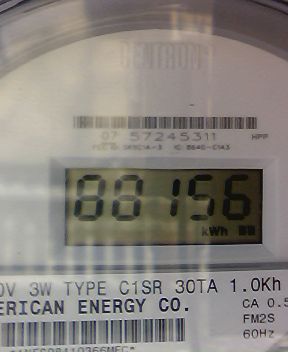 CENTRON
07 57245311 HPP
88156
kWh
0V 3W TYPE C1SR 30TA 1.0Kh
ERICAN ENERGY CO.
CA 0.5
FM2S
60Hz